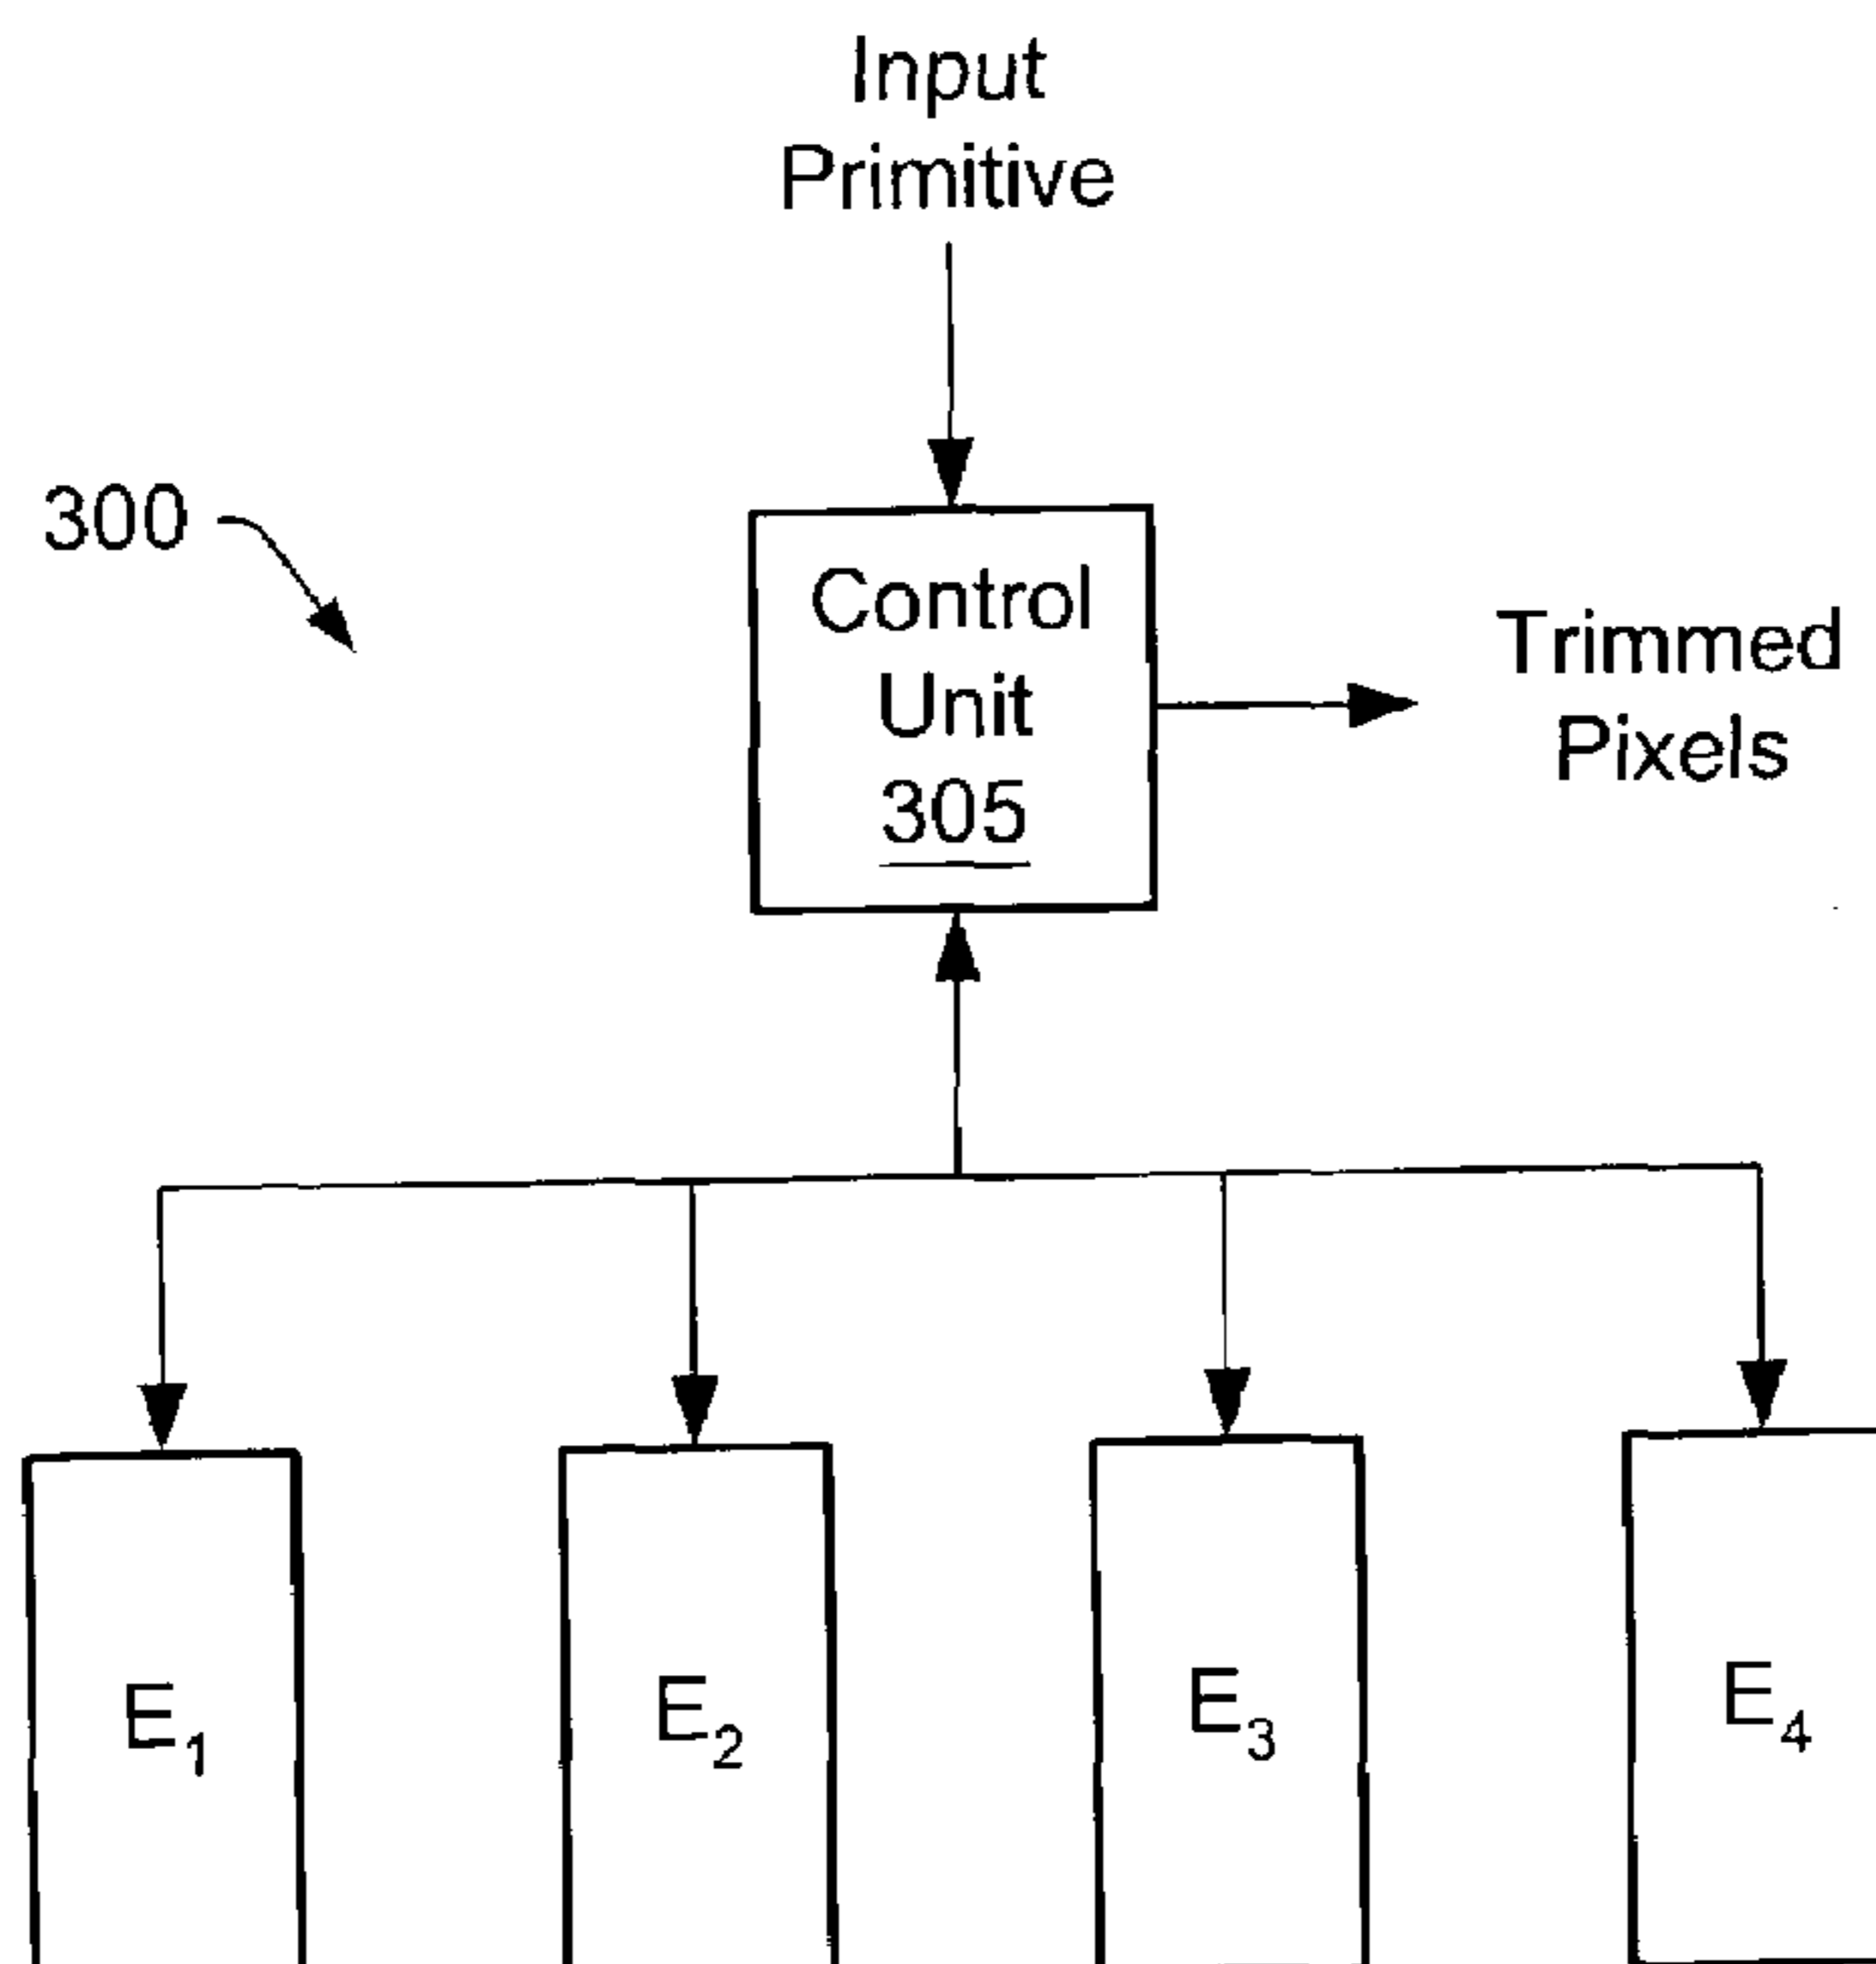 Input
Primitive
300
Control
Unit
305
Trimmed
Pixels
E1
E2
E3
E4